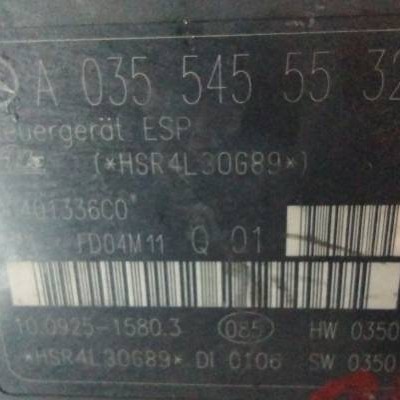 A 035 545 55 32
euergerät ESP
(*HSR4L30G89*)
401336C0
FD04M11 Q 01
10.0925-1580.3 085 HW 0350
*HSR4L30G89* DI 0106 SW 0350